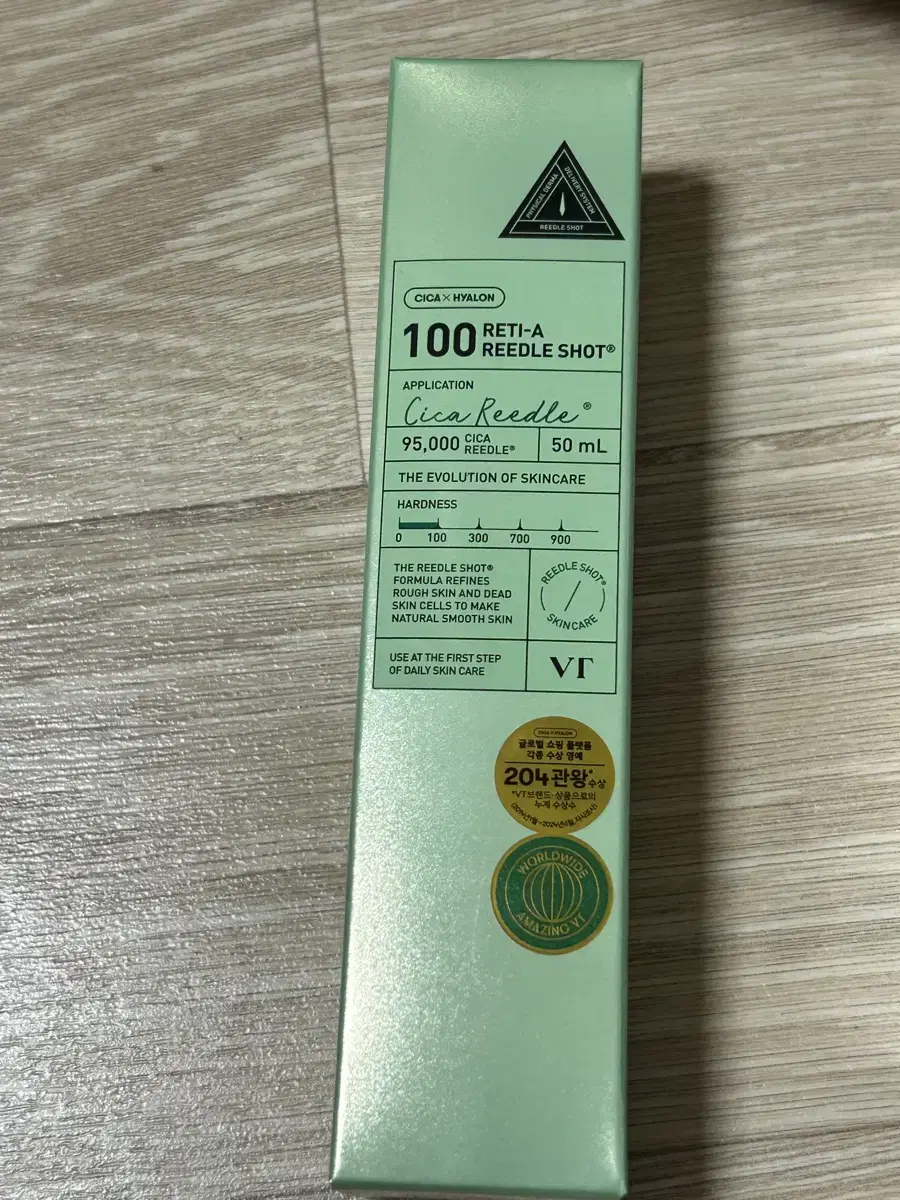 PHYSICAL DERMA
DELIVERY SYSTEM
REEDLE SHOT
CICA×HYALON
100 RETI-A
REEDLE SHOT®
APPLICATION
Cica Reedle®
95,000 CICA
REEDLE®
50 mL
THE EVOLUTION OF SKINCARE
HARDNESS
0 100 300 700 900
THE REEDLE SHOT®
FORMULA REFINES
ROUGH SKIN AND DEAD
SKIN CELLS TO MAKE
NATURAL SMOOTH SKIN
REEDLE SHOT®
SKINCARE
USE AT THE FIRST STEP
OF DAILY SKIN CARE
VT
CICA×HYALON
글로벌 쇼핑 플랫폼
각종 수상 영예
204관왕*수상
*VT브랜드·상품으로의
누계 수상수
WORLDWIDE
AMAZING VT